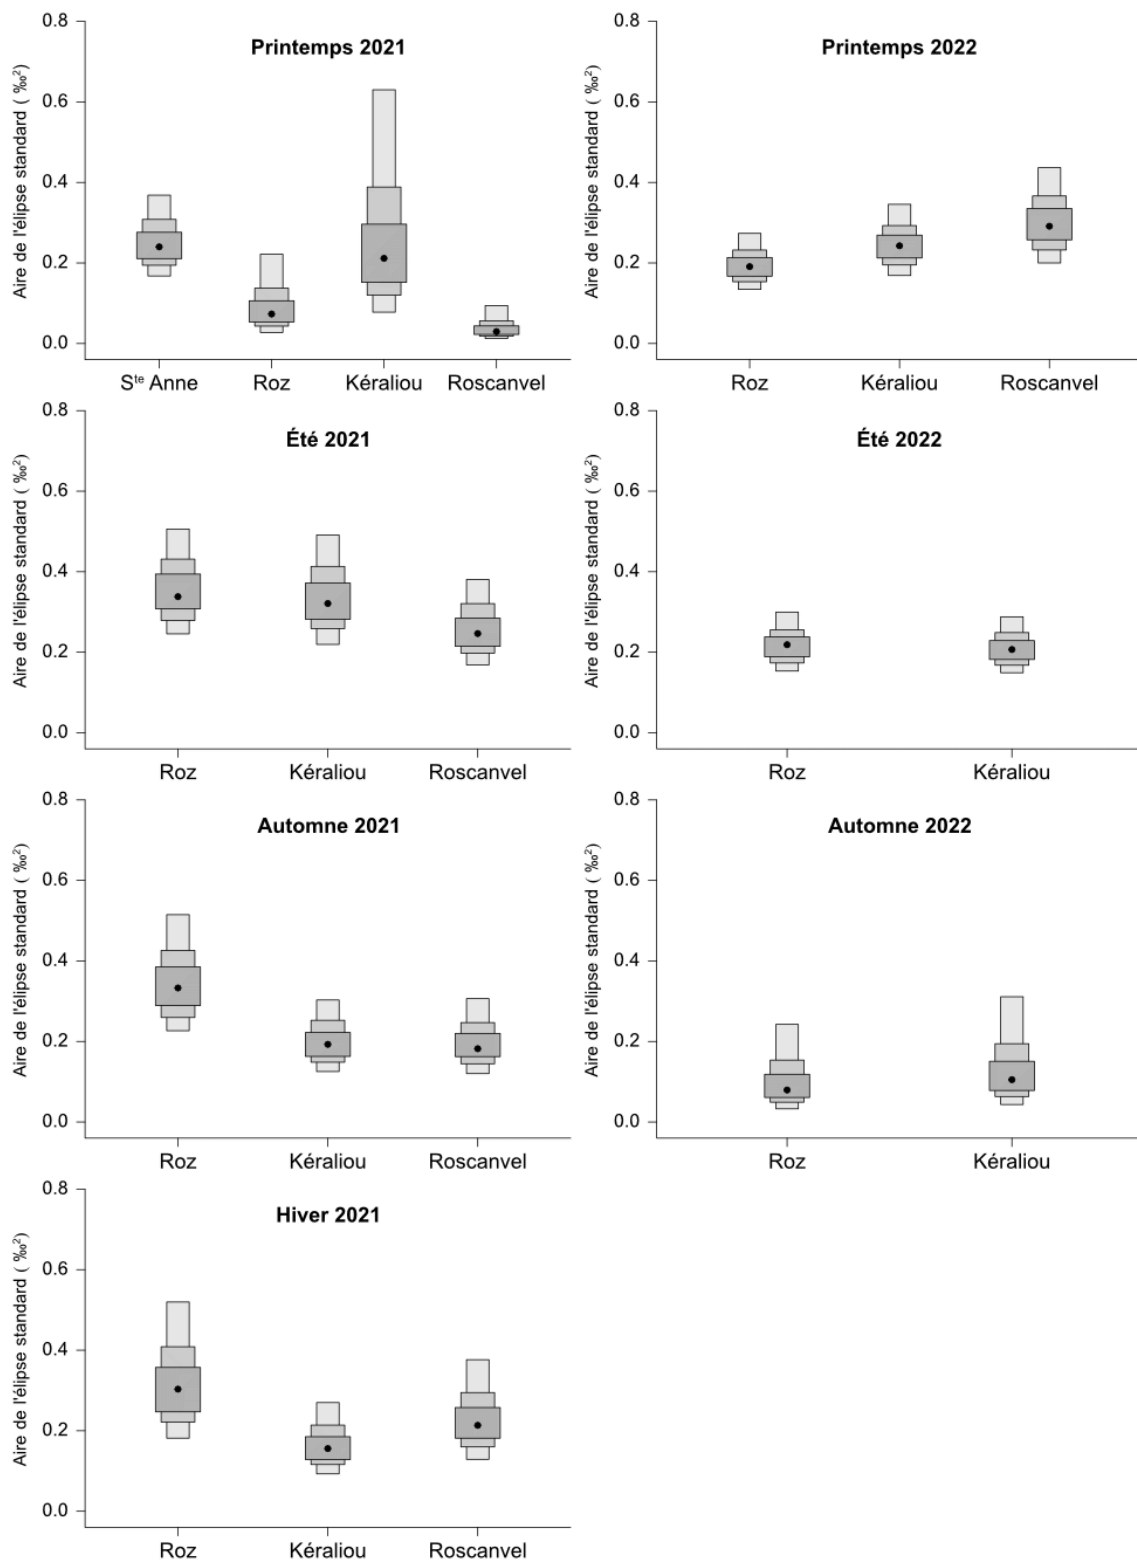 Printemps 2021
Aire de l'élipse standard ( ‰²)
0.8
0.6
0.4
0.2
0.0
Sᵗᵉ Anne Roz Kéraliou Roscanvel
Printemps 2022
Aire de l'élipse standard ( ‰²)
0.8
0.6
0.4
0.2
0.0
Roz Kéraliou Roscanvel
Été 2021
Aire de l'élipse standard ( ‰²)
0.8
0.6
0.4
0.2
0.0
Roz Kéraliou Roscanvel
Été 2022
Aire de l'élipse standard ( ‰²)
0.8
0.6
0.4
0.2
0.0
Roz Kéraliou
Automne 2021
Aire de l'élipse standard ( ‰²)
0.8
0.6
0.4
0.2
0.0
Roz Kéraliou Roscanvel
Automne 2022
Aire de l'élipse standard ( ‰²)
0.8
0.6
0.4
0.2
0.0
Roz Kéraliou
Hiver 2021
Aire de l'élipse standard ( ‰²)
0.8
0.6
0.4
0.2
0.0
Roz Kéraliou Roscanvel